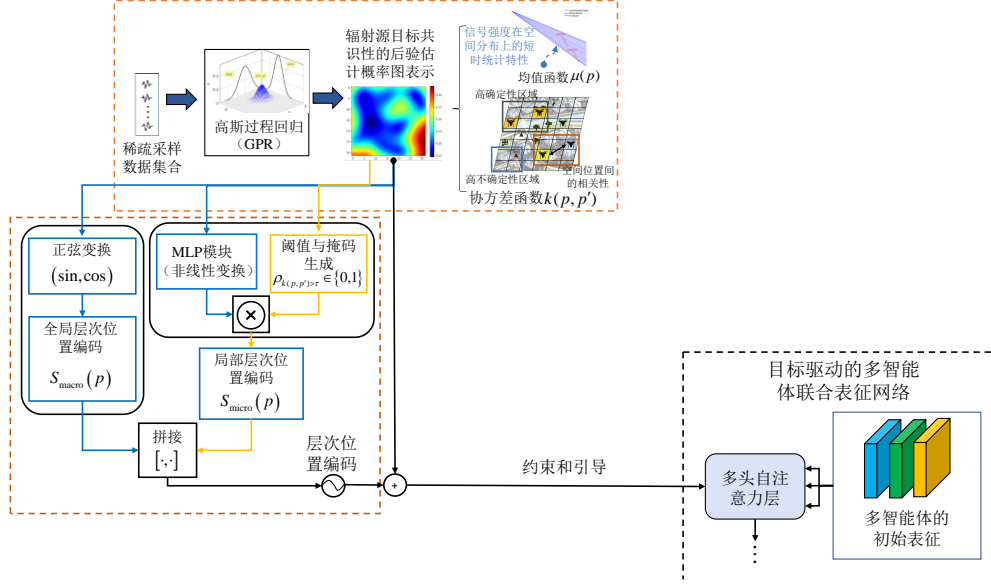 稀疏采样
数据集合
高斯过程回归
(GPR)
辐射源目标共
识性的后验估
计概率图表示
信号强度在空
间分布上的短
时统计特性
均值函数μ(p)
高确定性区域
高不确定性区域
空间位置间
的相关性
协方差函数k(p, p′)
正弦变换
(sin,cos)
全局层次位
置编码
S_macro(p)
MLP模块
（非线性变换）
阈值与掩码
生成
ρ_k(p,p′)>τ ∈{0,1}
局部层次位
置编码
S_micro(p)
拼接
[·,·]
层次位
置编码
+
约束和引导
目标驱动的多智能
体联合表征网络
多头自注
意力层
多智能体的
初始表征